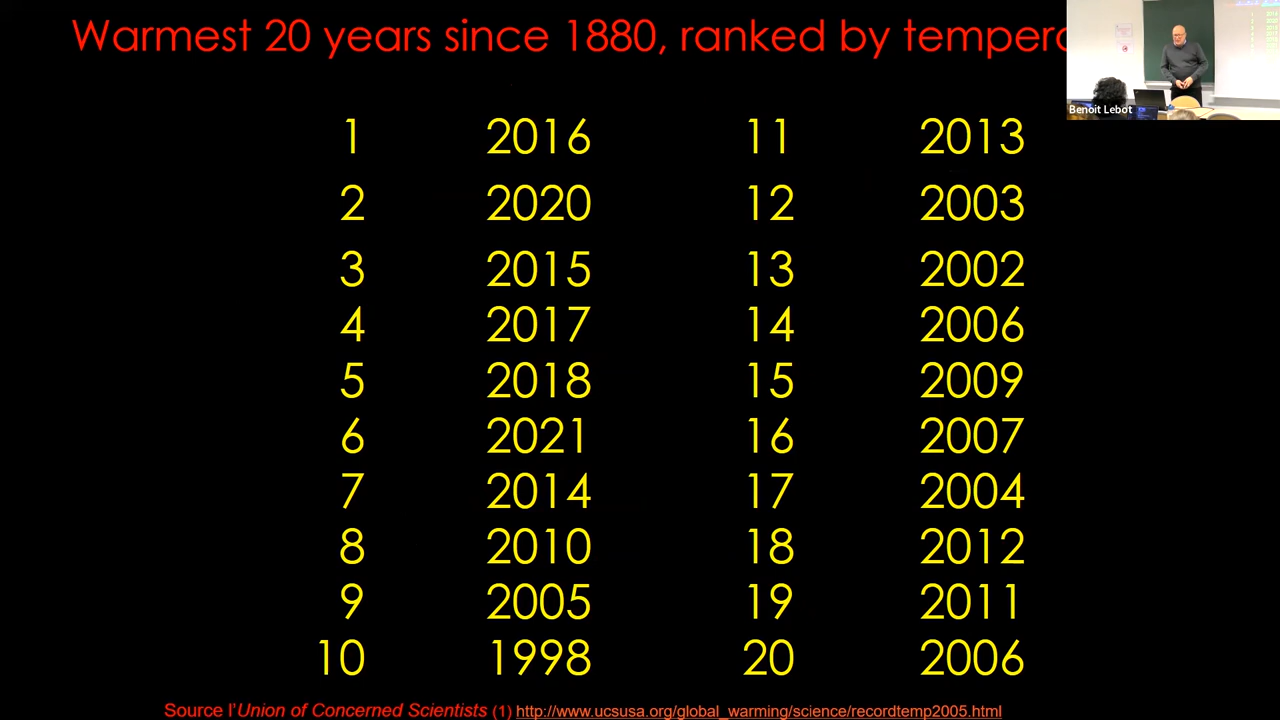 Warmest 20 years since 1880, ranked by tempera
Benoit Lebot
1 2016 11 2013
2 2020 12 2003
3 2015 13 2002
4 2017 14 2006
5 2018 15 2009
6 2021 16 2007
7 2014 17 2004
8 2010 18 2012
9 2005 19 2011
10 1998 20 2006
Source l'Union of Concerned Scientists (1) http://www.ucsusa.org/global_warming/science/recordtemp2005.html